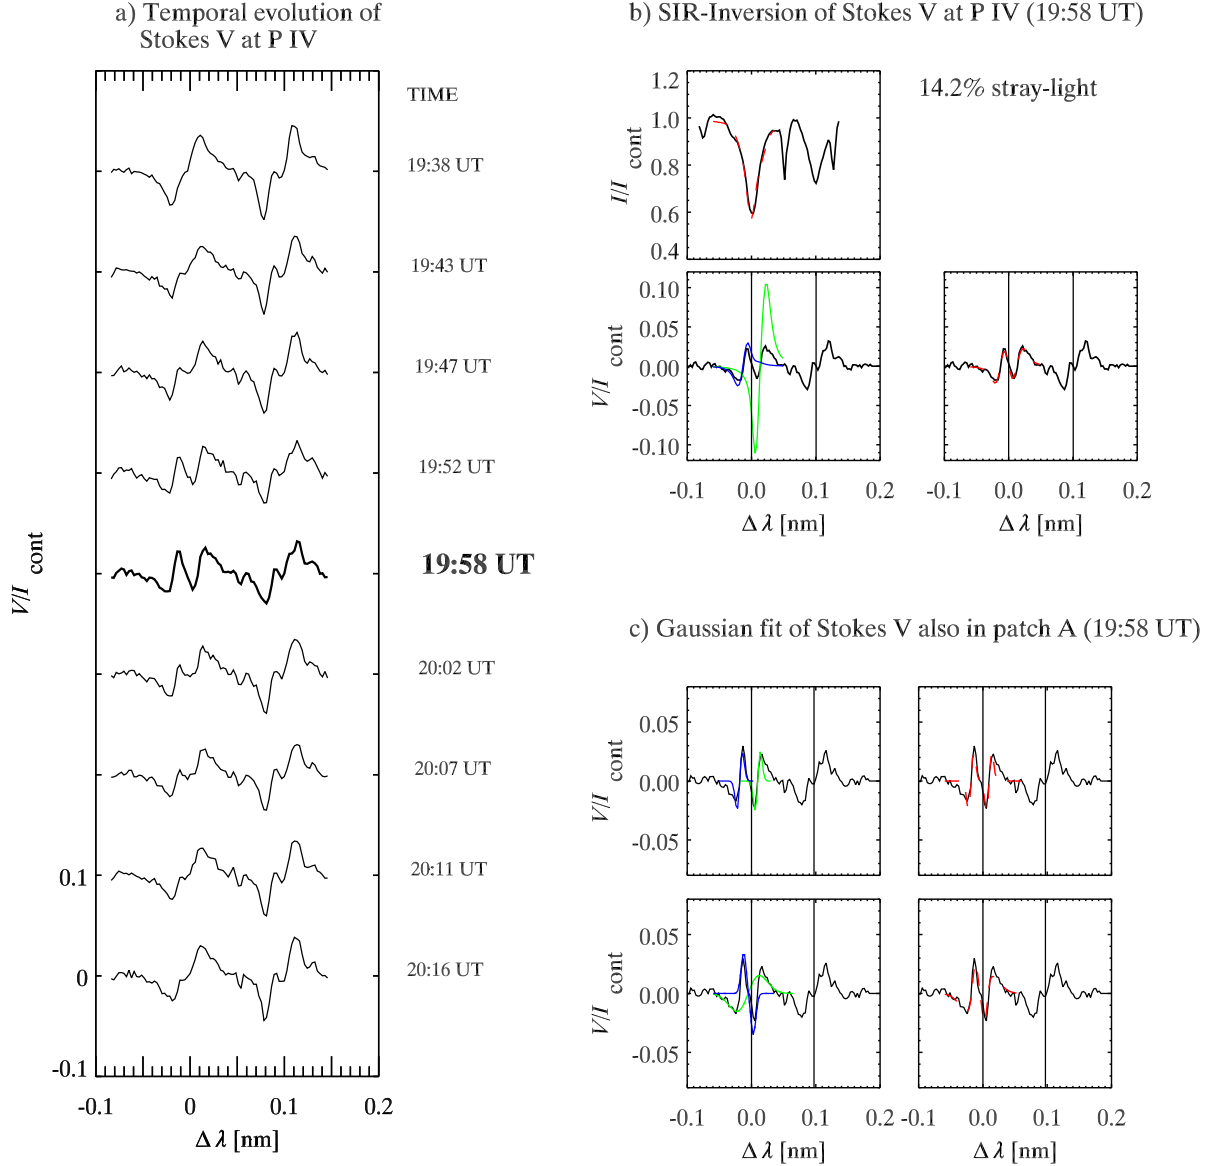 a) Temporal evolution of
Stokes V at P IV
TIME
19:38 UT
19:43 UT
19:47 UT
19:52 UT
19:58 UT
20:02 UT
20:07 UT
20:11 UT
20:16 UT
V/I cont
0.1
0
-0.1
-0.1 0 0.1 0.2
Δ λ [nm]
b) SIR-Inversion of Stokes V at P IV (19:58 UT)
14.2% stray-light
I/I cont
1.2
1.0
0.8
0.6
0.4
V/I cont
0.10
0.05
0.00
-0.05
-0.10
-0.1 0.0 0.1 0.2
Δ λ [nm]
-0.1 0.0 0.1 0.2
Δ λ [nm]
c) Gaussian fit of Stokes V also in patch A (19:58 UT)
V/I cont
0.05
0.00
-0.05
V/I cont
0.05
0.00
-0.05
-0.1 0.0 0.1 0.2
Δ λ [nm]
-0.1 0.0 0.1 0.2
Δ λ [nm]